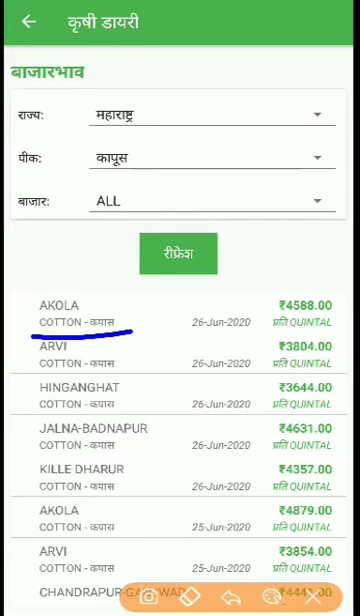 कृषी डायरी
बाजारभाव
राज्य: महाराष्ट्र
पीक: कापूस
बाजार: ALL
रीफ्रेश
AKOLA ₹4588.00
COTTON - कपास 26-Jun-2020 प्रति QUINTAL
ARVI ₹3804.00
COTTON - कपास 26-Jun-2020 प्रति QUINTAL
HINGANGHAT ₹3644.00
COTTON - कपास 26-Jun-2020 प्रति QUINTAL
JALNA-BADNAPUR ₹4631.00
COTTON - कपास 26-Jun-2020 प्रति QUINTAL
KILLE DHARUR ₹4357.00
COTTON - कपास 26-Jun-2020 प्रति QUINTAL
AKOLA ₹4879.00
COTTON - कपास 25-Jun-2020 प्रति QUINTAL
ARVI ₹3854.00
COTTON - कपास 25-Jun-2020 प्रति QUINTAL